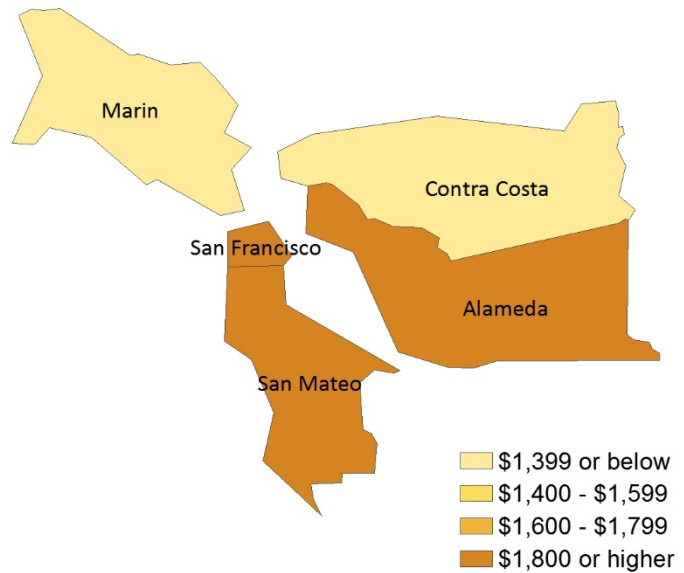 Marin
Contra Costa
San Francisco
Alameda
San Mateo
$1,399 or below
$1,400 - $1,599
$1,600 - $1,799
$1,800 or higher